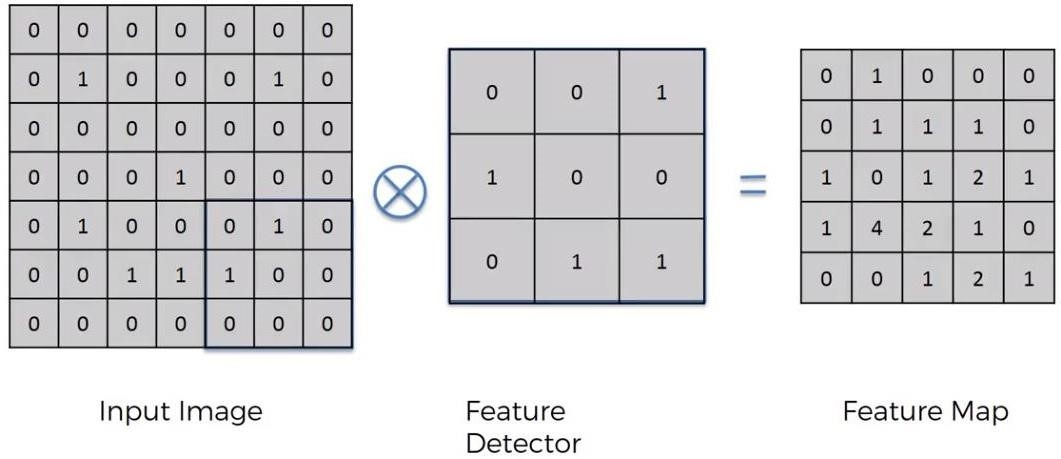 0 0 0 0 0 0 0
0 1 0 0 0 1 0
0 0 0 0 0 0 0
0 0 0 1 0 0 0
0 1 0 0 0 1 0
0 0 1 1 1 0 0
0 0 0 0 0 0 0
Input Image
0 0 1
1 0 0
0 1 1
Feature
Detector
=
0 1 0 0 0
0 1 1 1 0
1 0 1 2 1
1 4 2 1 0
0 0 1 2 1
Feature Map